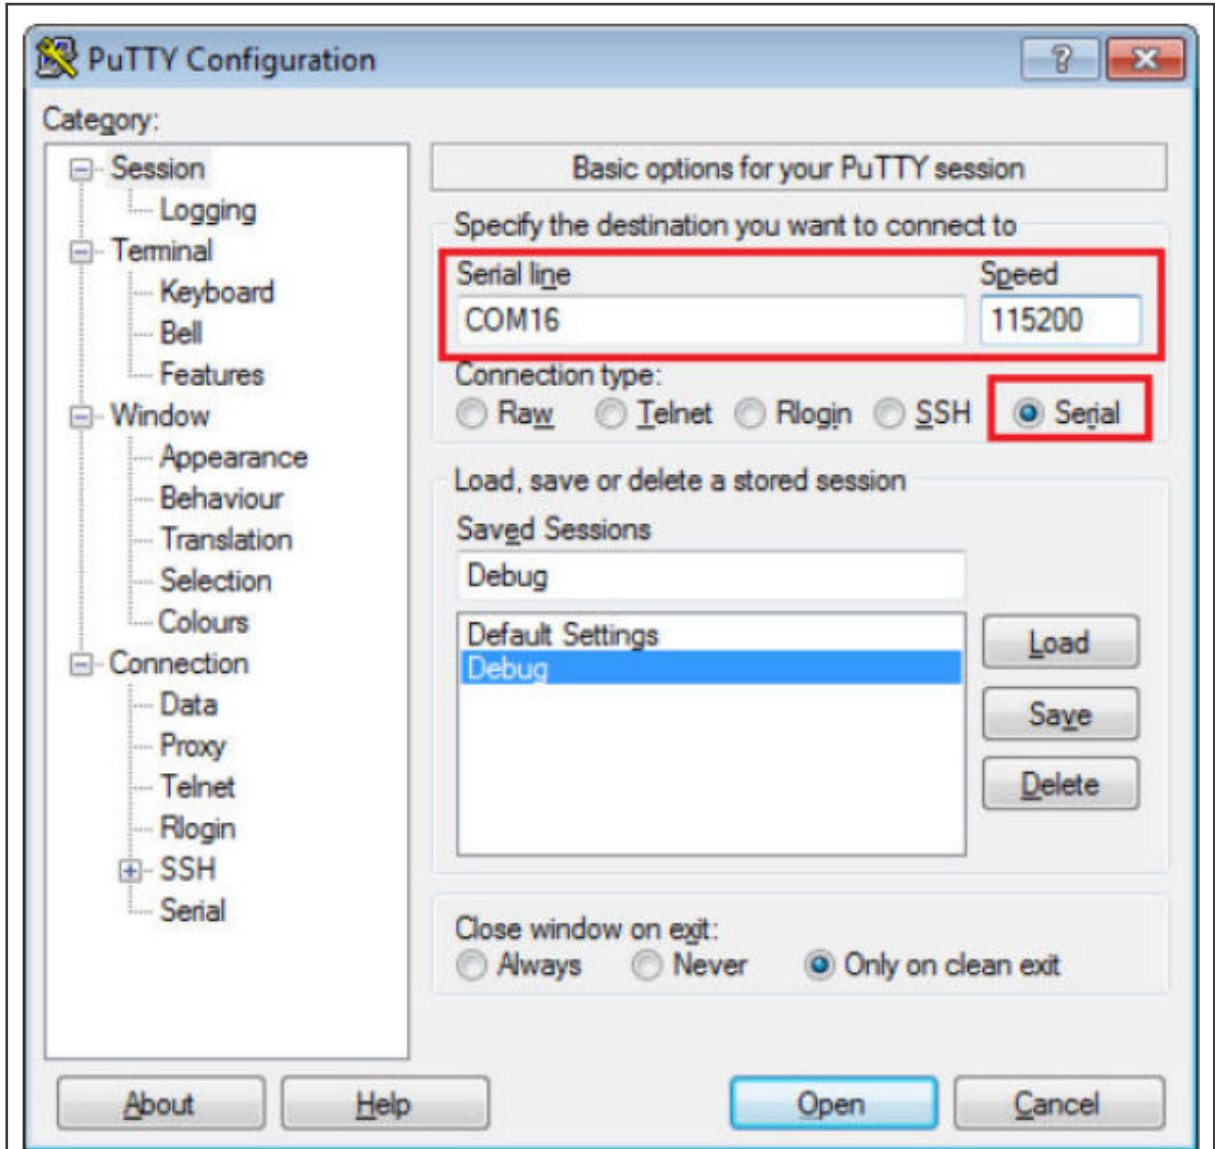 PuTTY Configuration
Category:
Session
Logging
Terminal
Keyboard
Bell
Features
Window
Appearance
Behaviour
Translation
Selection
Colours
Connection
Data
Proxy
Telnet
Rlogin
SSH
Serial
Basic options for your PuTTY session
Specify the destination you want to connect to
Serial line Speed
COM16 115200
Connection type:
Raw Telnet Rlogin SSH Serial
Load, save or delete a stored session
Saved Sessions
Debug
Default Settings
Debug
Load
Save
Delete
Close window on exit:
Always Never Only on clean exit
About Help Open Cancel